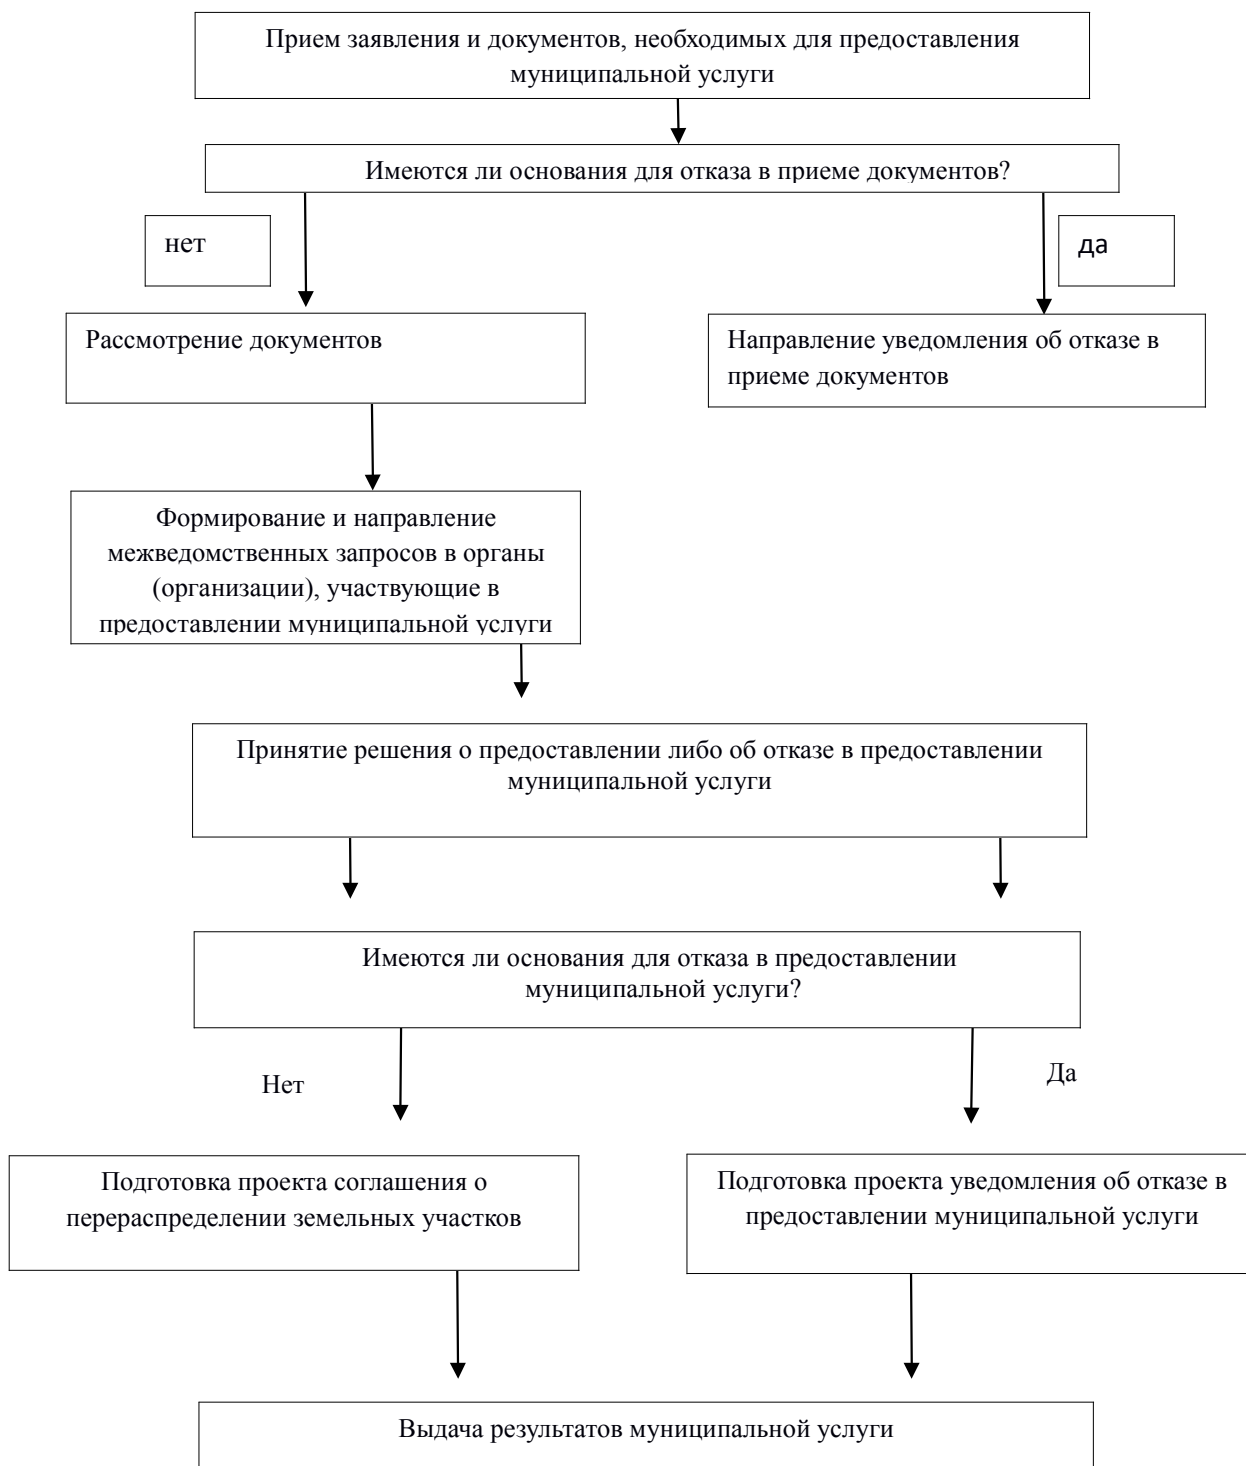 Прием заявления и документов, необходимых для предоставления
муниципальной услуги
Имеются ли основания для отказа в приеме документов?
нет
да
Рассмотрение документов
Направление уведомления об отказе в
приеме документов
Формирование и направление
межведомственных запросов в органы
(организации), участвующие в
предоставлении муниципальной услуги
Принятие решения о предоставлении либо об отказе в предоставлении
муниципальной услуги
Имеются ли основания для отказа в предоставлении
муниципальной услуги?
Нет
Да
Подготовка проекта соглашения о
перераспределении земельных участков
Подготовка проекта уведомления об отказе в
предоставлении муниципальной услуги
Выдача результатов муниципальной услуги